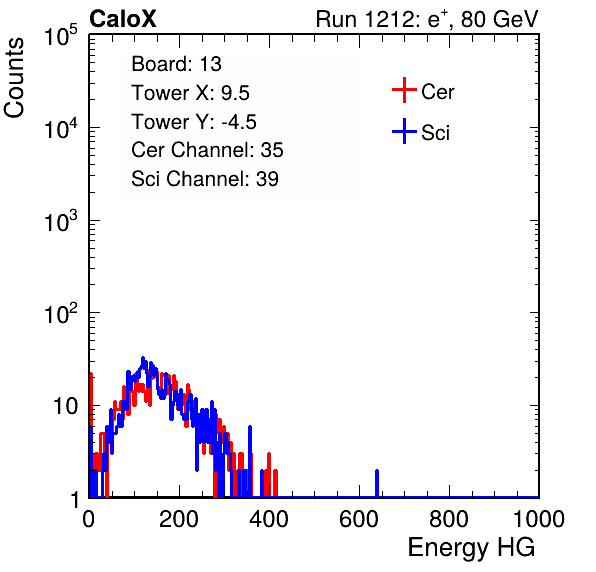 CaloX Run 1212: e⁺, 80 GeV
Counts
10⁵
10⁴
10³
10²
10
1
Board: 13
Tower X: 9.5
Tower Y: -4.5
Cer Channel: 35
Sci Channel: 39
Cer
Sci
0 200 400 600 800 1000
Energy HG